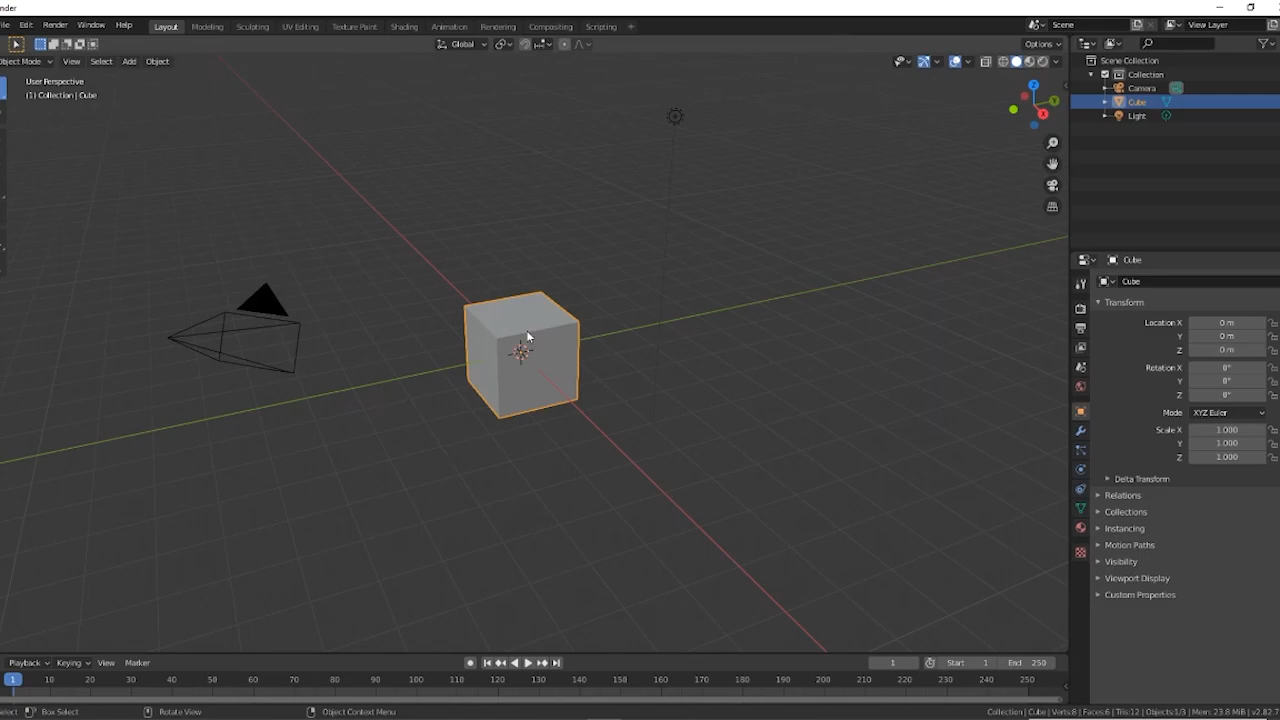 nder
ile Edit Render Window Help Layout Modeling Sculpting UV Editing Texture Paint Shading Animation Rendering Compositing Scripting + Scene View Layer
Global Options
bject Mode View Select Add Object
User Perspective
(1) Collection | Cube
Z
Y
X
Scene Collection
Collection
Camera
Cube
Light
Cube
Cube
Transform
Location X 0 m
Y 0 m
Z 0 m
Rotation X 0°
Y 0°
Z 0°
Mode XYZ Euler
Scale X 1.000
Y 1.000
Z 1.000
Delta Transform
Relations
Collections
Instancing
Motion Paths
Visibility
Viewport Display
Custom Properties
Playback Keying View Marker 1 Start 1 End 250
1 10 20 30 40 50 60 70 80 90 100 110 120 130 140 150 160 170 180 190 200 210 220 230 240 250
elect Box Select Rotate View Object Context Menu Collection | Cube | Verts:8 | Faces:6 | Tris:12 | Objects:1/3 | Mem: 23.8 MiB | v2.82.7